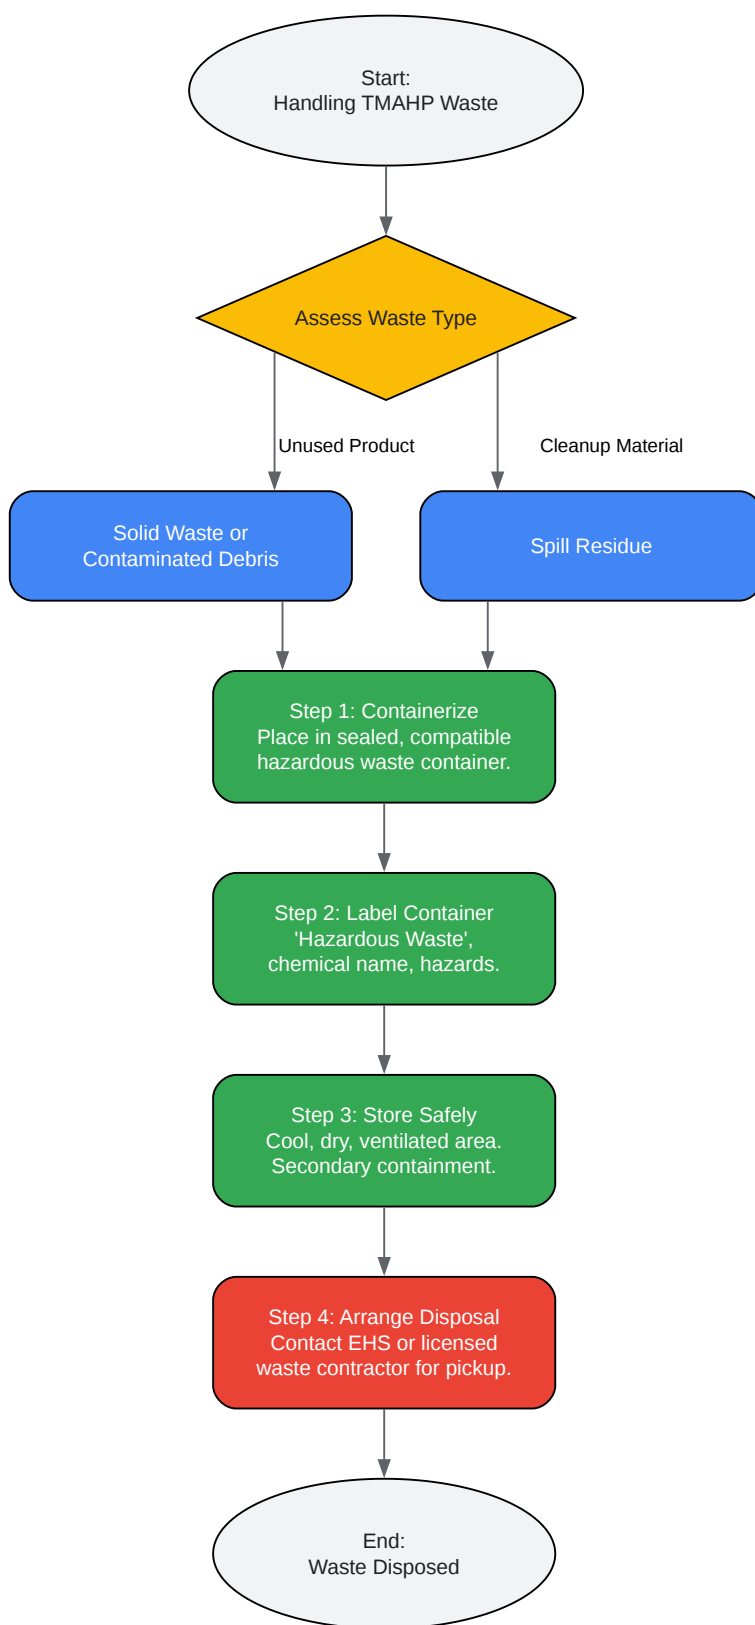 Start:
Handling TMAHP Waste
Assess Waste Type
Unused Product
Cleanup Material
Solid Waste or
Contaminated Debris
Spill Residue
Step 1: Containerize
Place in sealed, compatible
hazardous waste container.
Step 2: Label Container
'Hazardous Waste',
chemical name, hazards.
Step 3: Store Safely
Cool, dry, ventilated area.
Secondary containment.
Step 4: Arrange Disposal
Contact EHS or licensed
waste contractor for pickup.
End:
Waste Disposed